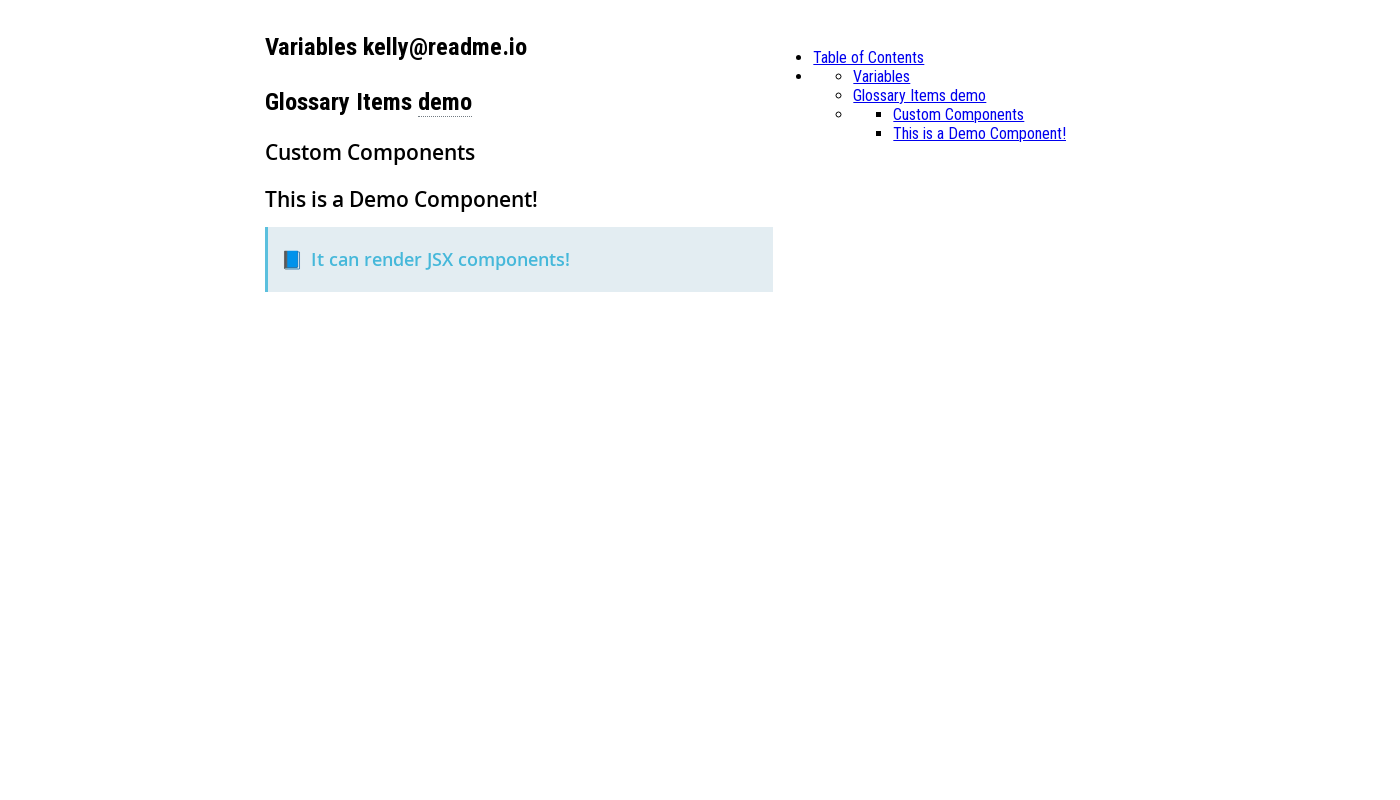 Variables kelly@readme.io
Glossary Items demo
Custom Components
This is a Demo Component!
📘 It can render JSX components!
Table of Contents
Variables
Glossary Items demo
Custom Components
This is a Demo Component!